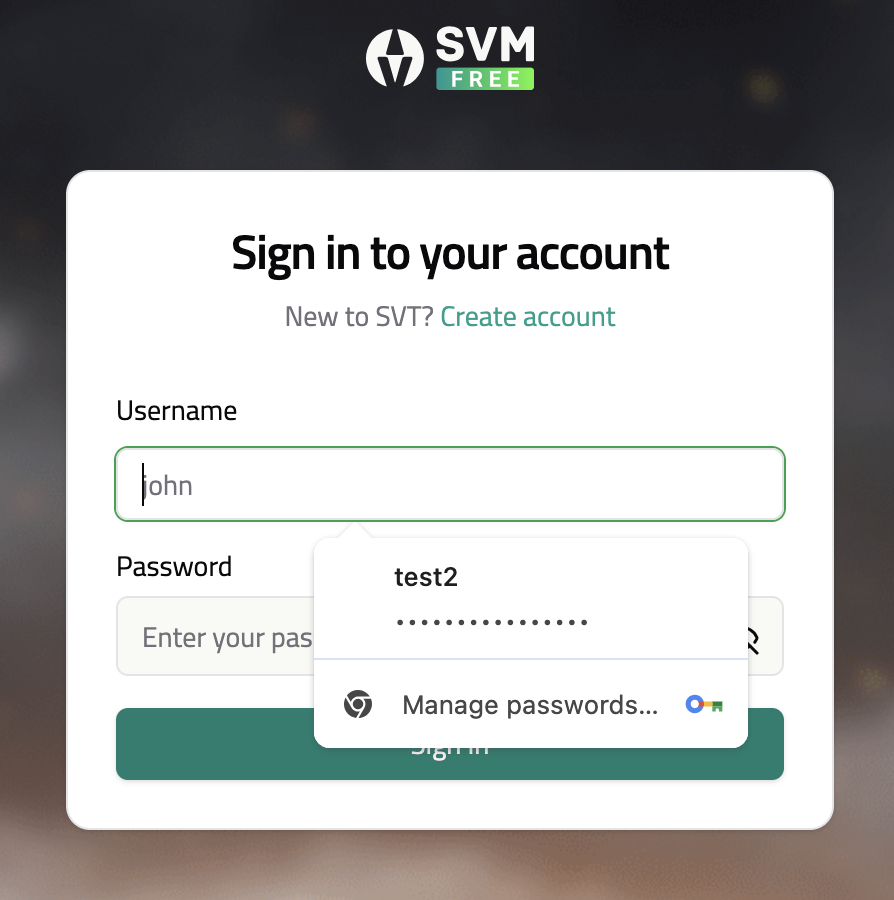 SVM
FREE
Sign in to your account
New to SVT? Create account
Username
john
Password
test2
Enter your pas
Manage passwords...
Sign in